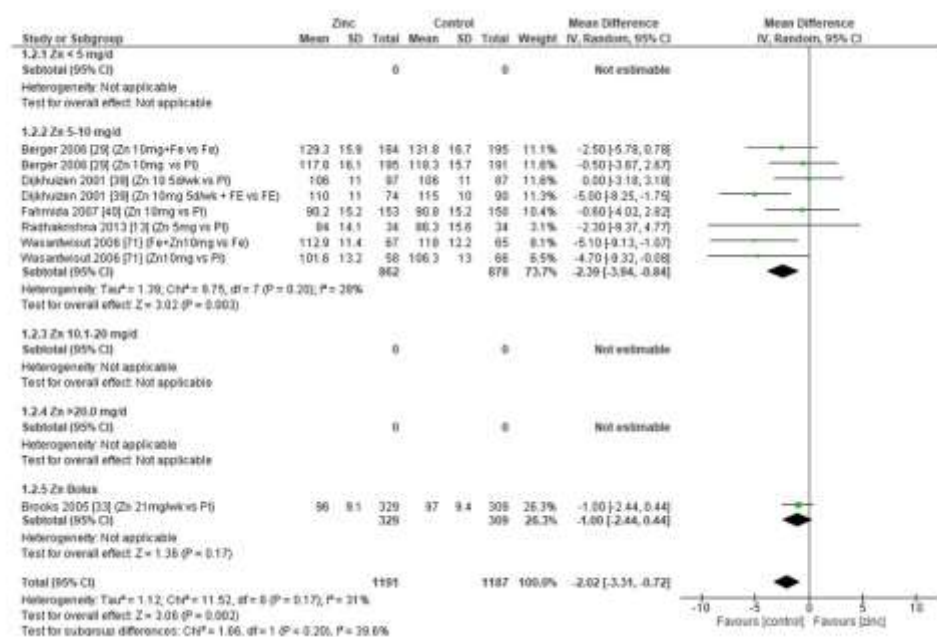 Zinc Control Mean Difference Mean Difference
Study or Subgroup Mean SD Total Mean SD Total Weight IV, Random, 95% CI IV, Random, 95% CI
1.2.1 Zn < 5 mg/d
Subtotal (95% CI) 0 0 Not estimable
Heterogeneity: Not applicable
Test for overall effect: Not applicable
1.2.2 Zn 5-10 mg/d
Berger 2006 [29] (Zn 10mg+Fe vs Fe) 129.3 15.9 184 131.8 16.7 195 11.1% -2.50 [-5.78, 0.78]
Berger 2006 [29] (Zn 10mg vs Pl) 117.8 16.1 195 118.3 15.7 191 11.6% -0.50 [-3.67, 2.67]
Dijkhuizen 2001 [39] (Zn 10 5d/wk vs Pl) 106 11 97 106 11 87 11.6% 0.00 [-3.18, 3.18]
Dijkhuizen 2001 [39] (Zn 10mg 5d/wk + FE vs FE) 110 11 74 115 10 90 11.3% -5.00 [-8.25, -1.75]
Fahmida 2007 [40] (Zn 10mg vs Pl) 90.2 15.2 153 90.8 15.2 150 10.4% -0.60 [-4.02, 2.82]
Radhakrishna 2013 [13] (Zn 5mg vs Pl) 84 14.1 34 86.3 15.6 34 -2.30 [-9.37, 4.77]
Wasantwisut 2006 [71] (Fe+Zn10mg vs Fe) 112.9 11.4 67 118 12.2 65 8.1% -5.10 [-9.13, -1.07]
Wasantwisut 2006 [71] (Zn10mg vs Pl) 101.6 13.2 58 106.3 13 66 6.5% -4.70 [-9.32, -0.08]
Subtotal (95% CI) 862 878 73.7% -2.39 [-3.94, -0.84]
Heterogeneity: Tau² = 1.39; Chi² = 9.75, df = 7 (P = 0.20); I² = 28%
Test for overall effect: Z = 3.02 (P = 0.003)
1.2.3 Zn 10.1-20 mg/d
Subtotal (95% CI) 0 0 Not estimable
Heterogeneity: Not applicable
Test for overall effect: Not applicable
1.2.4 Zn >20.0 mg/d
Subtotal (95% CI) 0 0 Not estimable
Heterogeneity: Not applicable
Test for overall effect: Not applicable
1.2.5 Zn Bolus
Brooks 2005 [33] (Zn 21mg/wk vs Pl) 96 9.1 329 97 9.4 309 26.3% -1.00 [-2.44, 0.44]
Subtotal (95% CI) 329 309 26.3% -1.00 [-2.44, 0.44]
Heterogeneity: Not applicable
Test for overall effect: Z = 1.36 (P = 0.17)
Total (95% CI) 1191 1187 100.0% -2.02 [-3.31, -0.72]
Heterogeneity: Tau² = 1.12; Chi² = 11.52, df = 8 (P = 0.17); I² = 31%
Test for overall effect: Z = 3.06 (P = 0.002)
Test for subgroup differences: Chi² = 1.66, df = 1 (P = 0.20), I² = 39.6%
-10 -5 0 5 10
Favours [control] Favours [zinc]